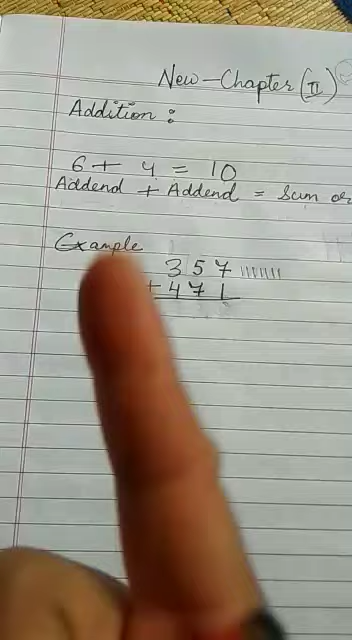 New-Chapter (II)
Addition :
6 + 4 = 10
Addend + Addend = Sum or
Example
357
+ 471